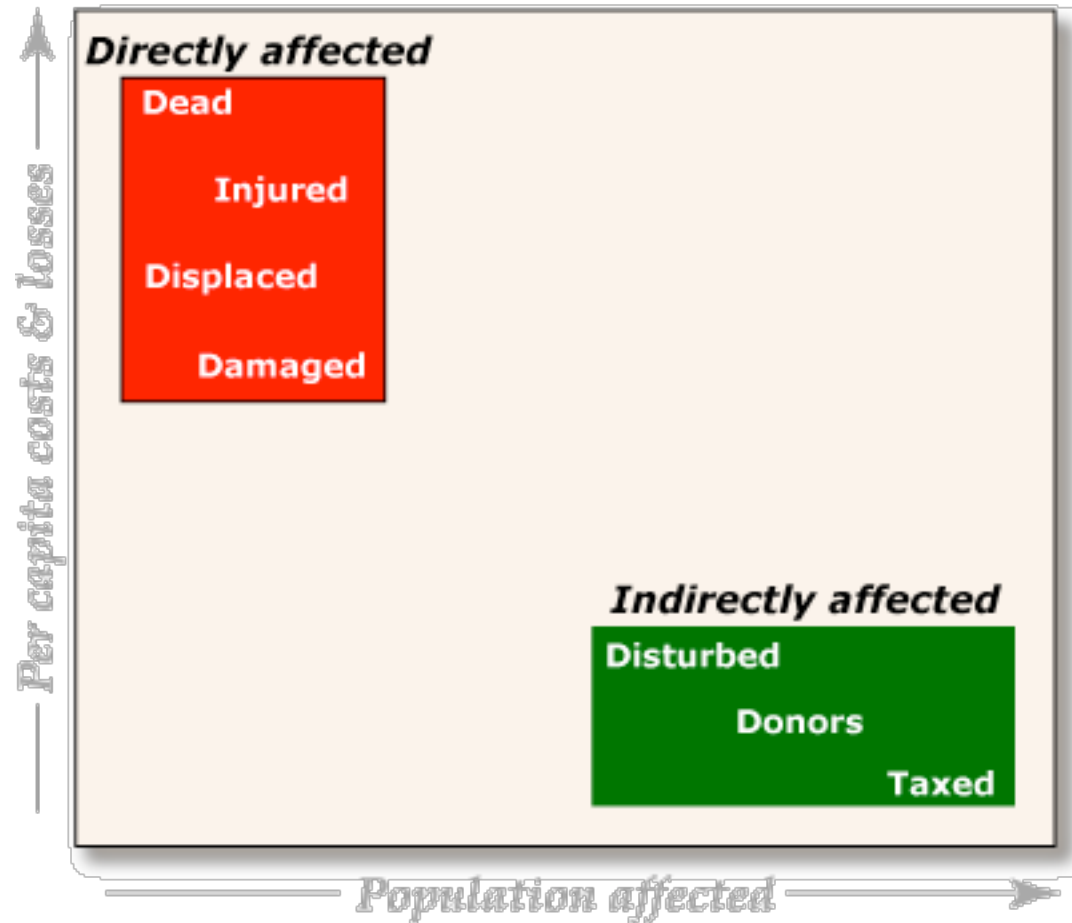 Directly affected
Dead
Injured
Displaced
Damaged
Per capita costs & losses
Indirectly affected
Disturbed
Donors
Taxed
Population affected